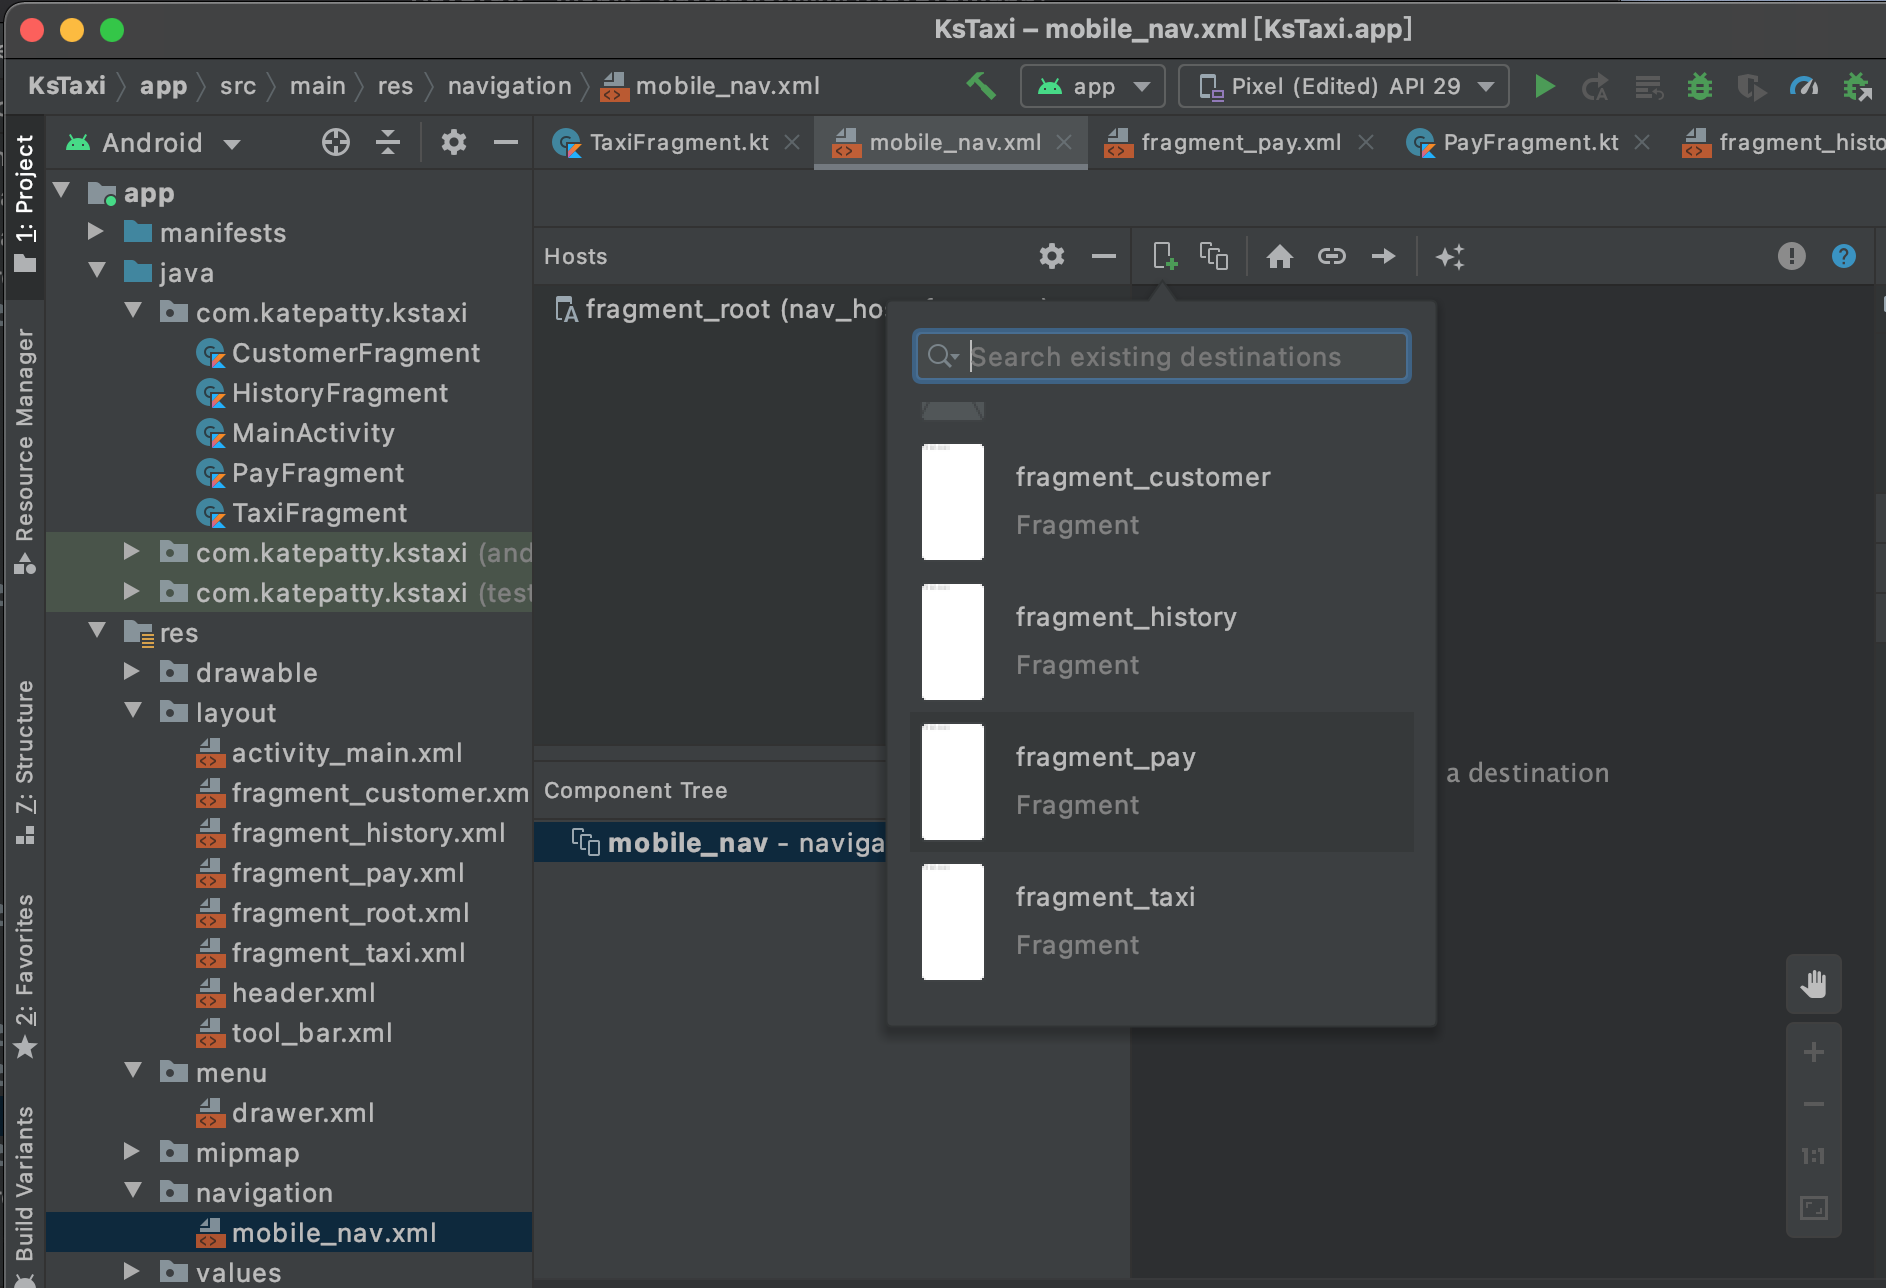 KsTaxi – mobile_nav.xml [KsTaxi.app]
KsTaxi app src main res navigation mobile_nav.xml
app
Pixel (Edited) API 29
Android
TaxiFragment.kt
mobile_nav.xml
fragment_pay.xml
PayFragment.kt
fragment_histo
1: Project
Resource Manager
7: Structure
2: Favorites
Build Variants
app
manifests
java
com.katepatty.kstaxi
CustomerFragment
HistoryFragment
MainActivity
PayFragment
TaxiFragment
com.katepatty.kstaxi (and
com.katepatty.kstaxi (test
res
drawable
layout
activity_main.xml
fragment_customer.xm
fragment_history.xml
fragment_pay.xml
fragment_root.xml
fragment_taxi.xml
header.xml
tool_bar.xml
menu
drawer.xml
mipmap
navigation
mobile_nav.xml
values
Hosts
fragment_root (nav_ho
Component Tree
mobile_nav – naviga
Search existing destinations
fragment_customer
Fragment
fragment_history
Fragment
fragment_pay
Fragment
fragment_taxi
Fragment
a destination
1:1